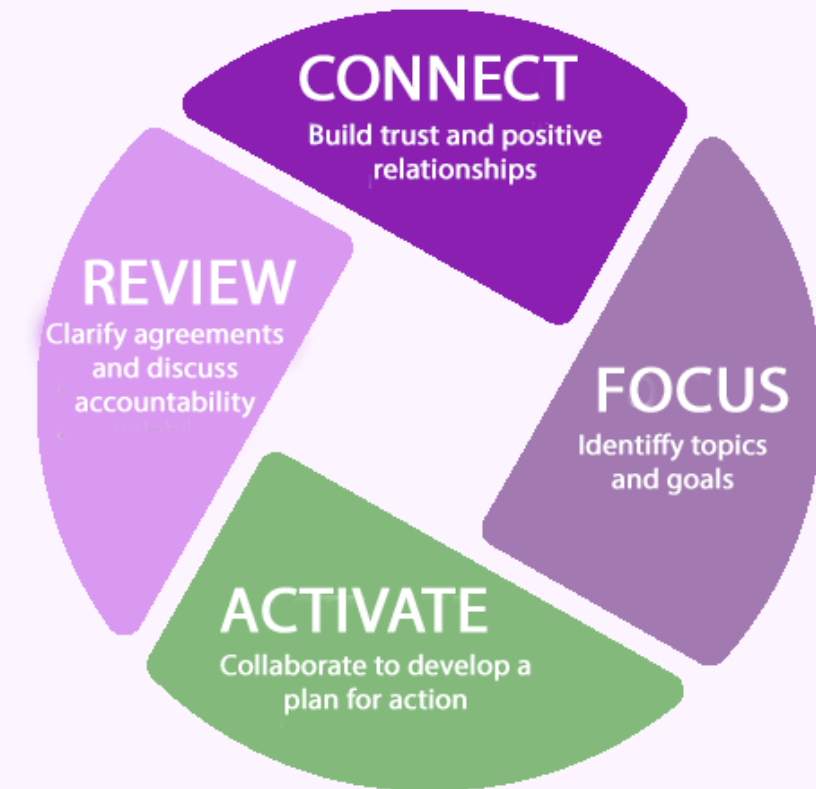 CONNECT
Build trust and positive
relationships
FOCUS
Identiffy topics
and goals
ACTIVATE
Collaborate to develop a
plan for action
REVIEW
Clarify agreements
and discuss
accountability